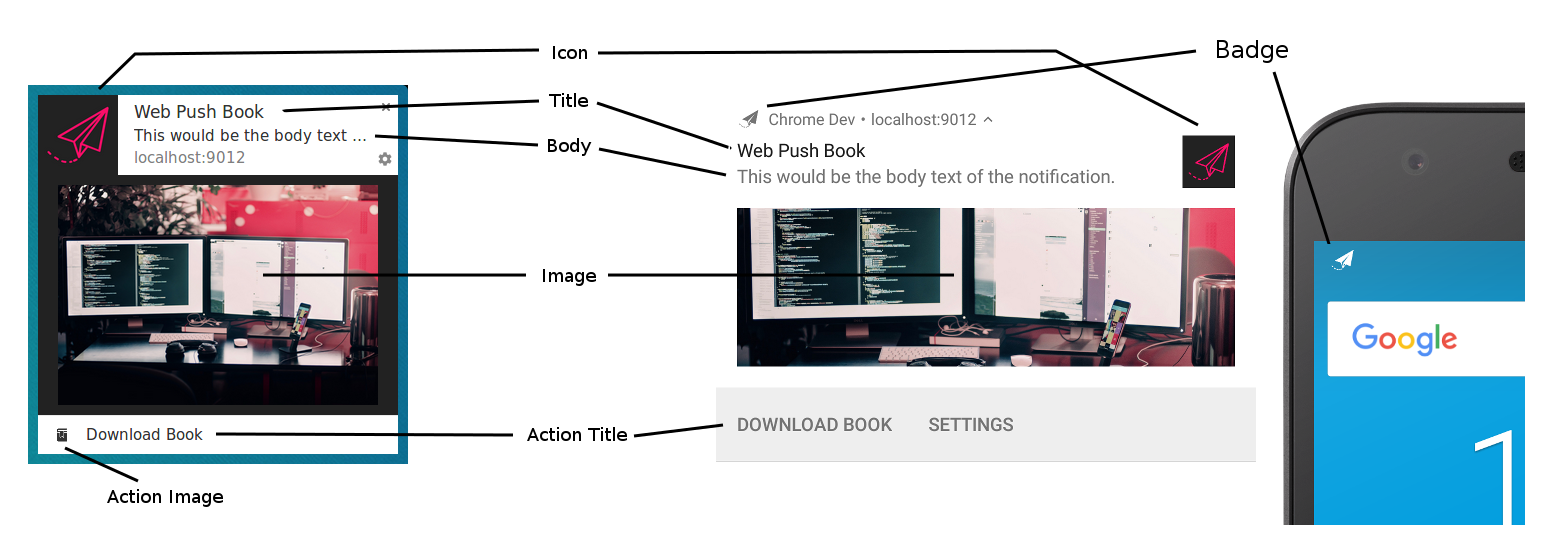 Icon
Badge
Title
Body
Image
Action Title
Action Image
Web Push Book
This would be the body text ...
localhost:9012
Download Book
Chrome Dev • localhost:9012
Web Push Book
This would be the body text of the notification.
DOWNLOAD BOOK SETTINGS
Google
1